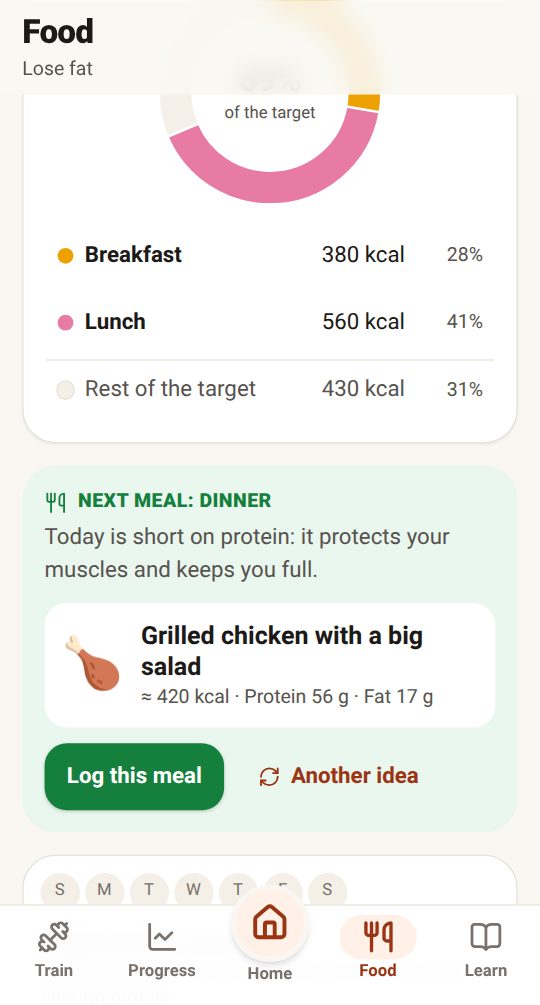 Food
Lose fat
of the target
Breakfast 380 kcal 28%
Lunch 560 kcal 41%
Rest of the target 430 kcal 31%
NEXT MEAL: DINNER
Today is short on protein: it protects your
muscles and keeps you full.
Grilled chicken with a big
salad
≈ 420 kcal · Protein 56 g · Fat 17 g
Log this meal
Another idea
S M T W T F S
Train Progress Home Food Learn